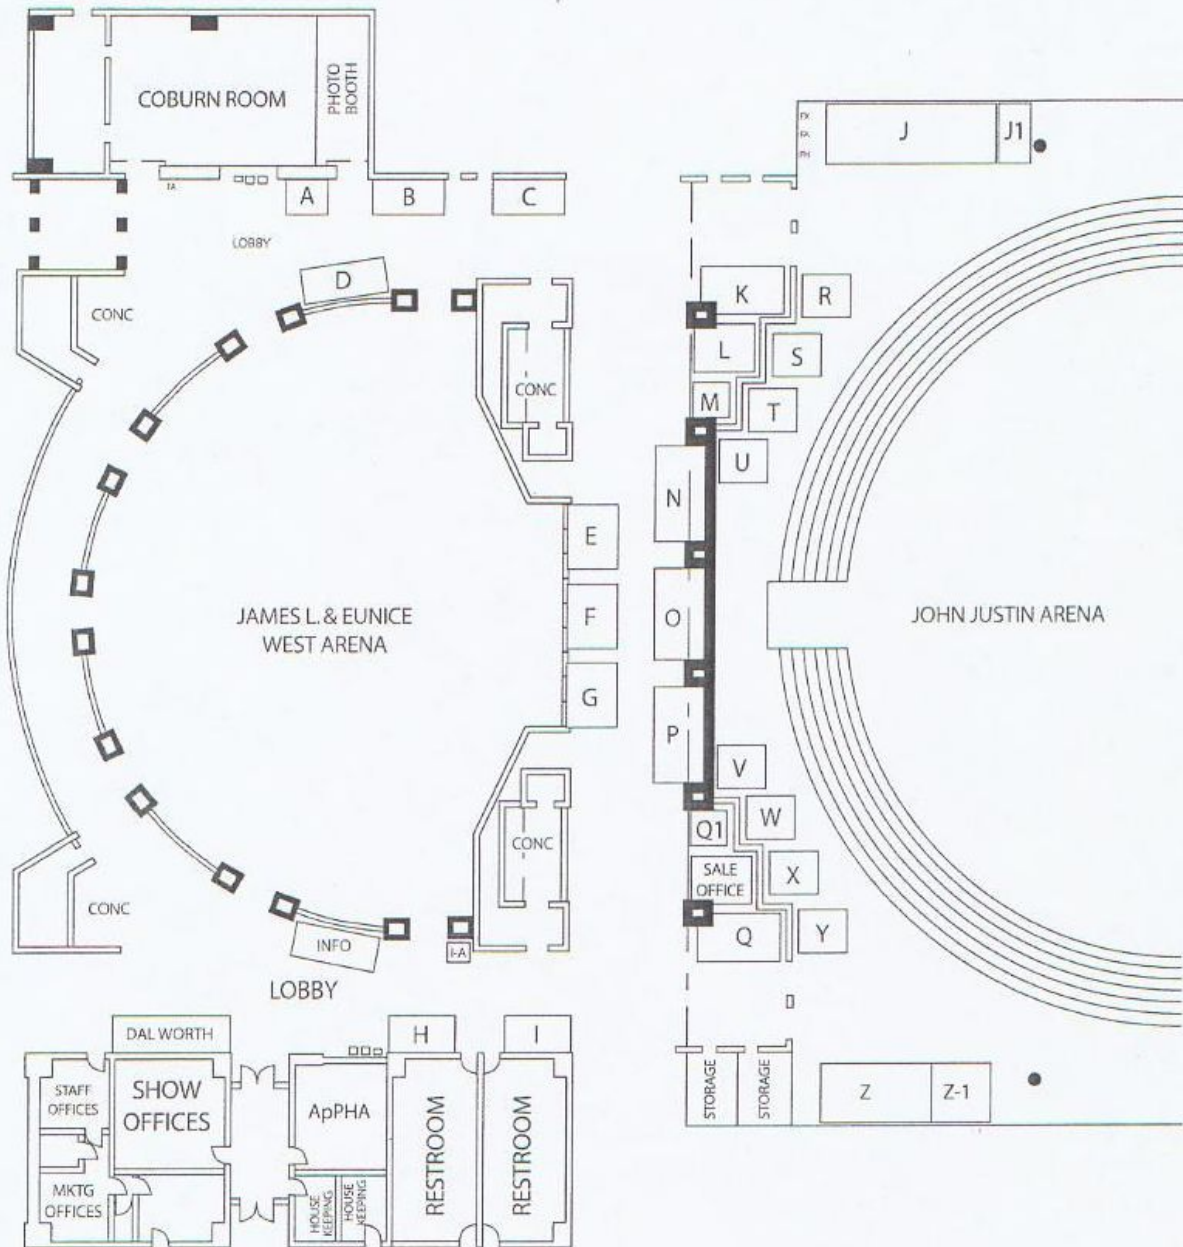 COBURN ROOM
PHOTO
BOOTH
A
B
C
LOBBY
D
CONC
CONC
J
J1
K
R
L
S
M
T
U
N
E
F
O
G
P
JAMES L. & EUNICE
WEST ARENA
JOHN JUSTIN ARENA
V
W
Q1
CONC
SALE
OFFICE
X
CONC
Q
Y
INFO
I-A
LOBBY
DAL WORTH
H
I
STAFF
OFFICES
SHOW
OFFICES
ApPHA
RESTROOM
RESTROOM
MKTG
OFFICES
HOUSE
KEEPING
HOUSE
KEEPING
STORAGE
STORAGE
Z
Z-1